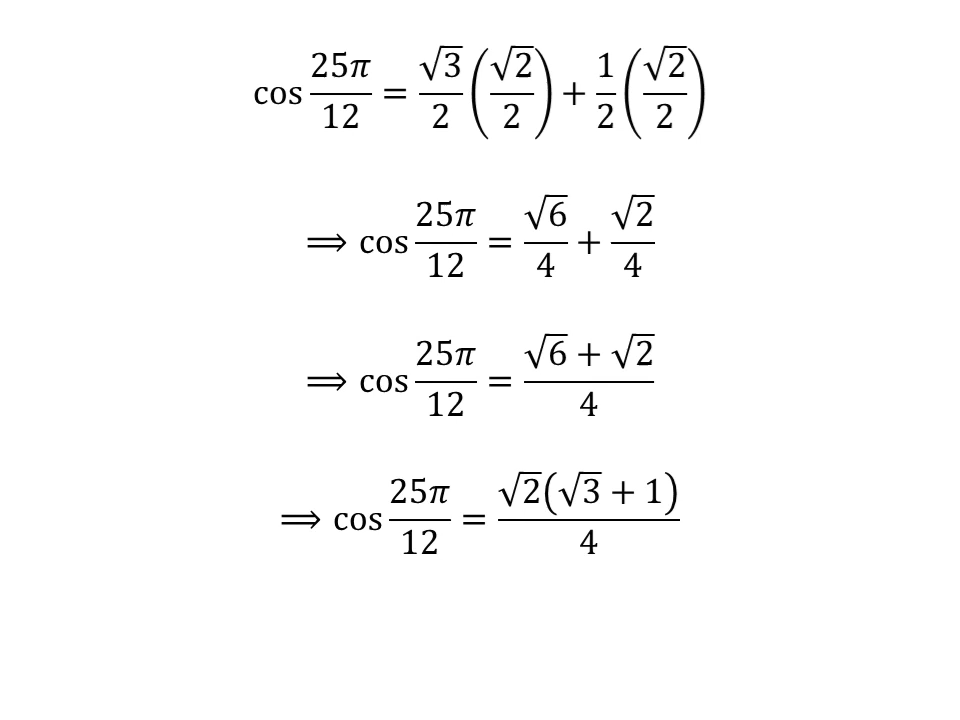 cos 25π/12 = √3/2 (√2/2) + 1/2 (√2/2)
⟹ cos 25π/12 = √6/4 + √2/4
⟹ cos 25π/12 = (√6 + √2)/4
⟹ cos 25π/12 = √2(√3 + 1)/4